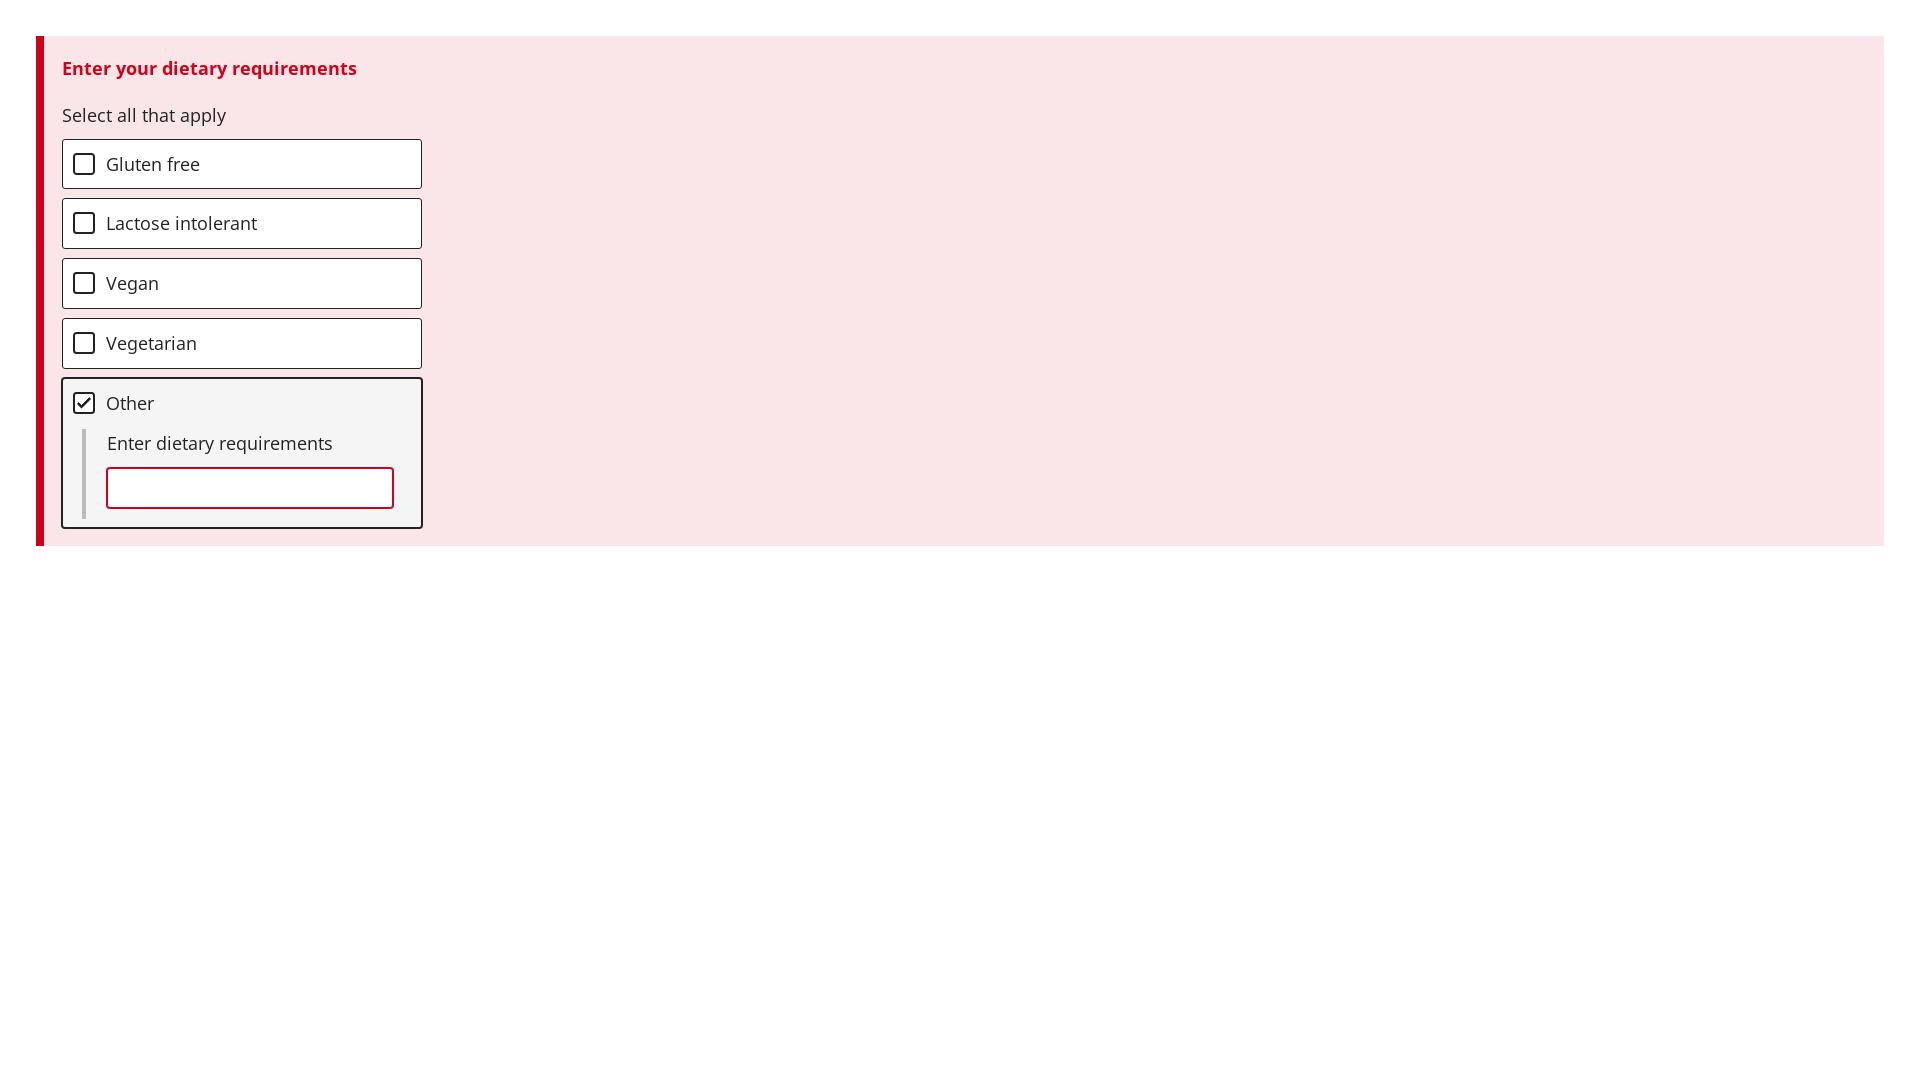 Enter your dietary requirements
Select all that apply
Gluten free
Lactose intolerant
Vegan
Vegetarian
Other
Enter dietary requirements